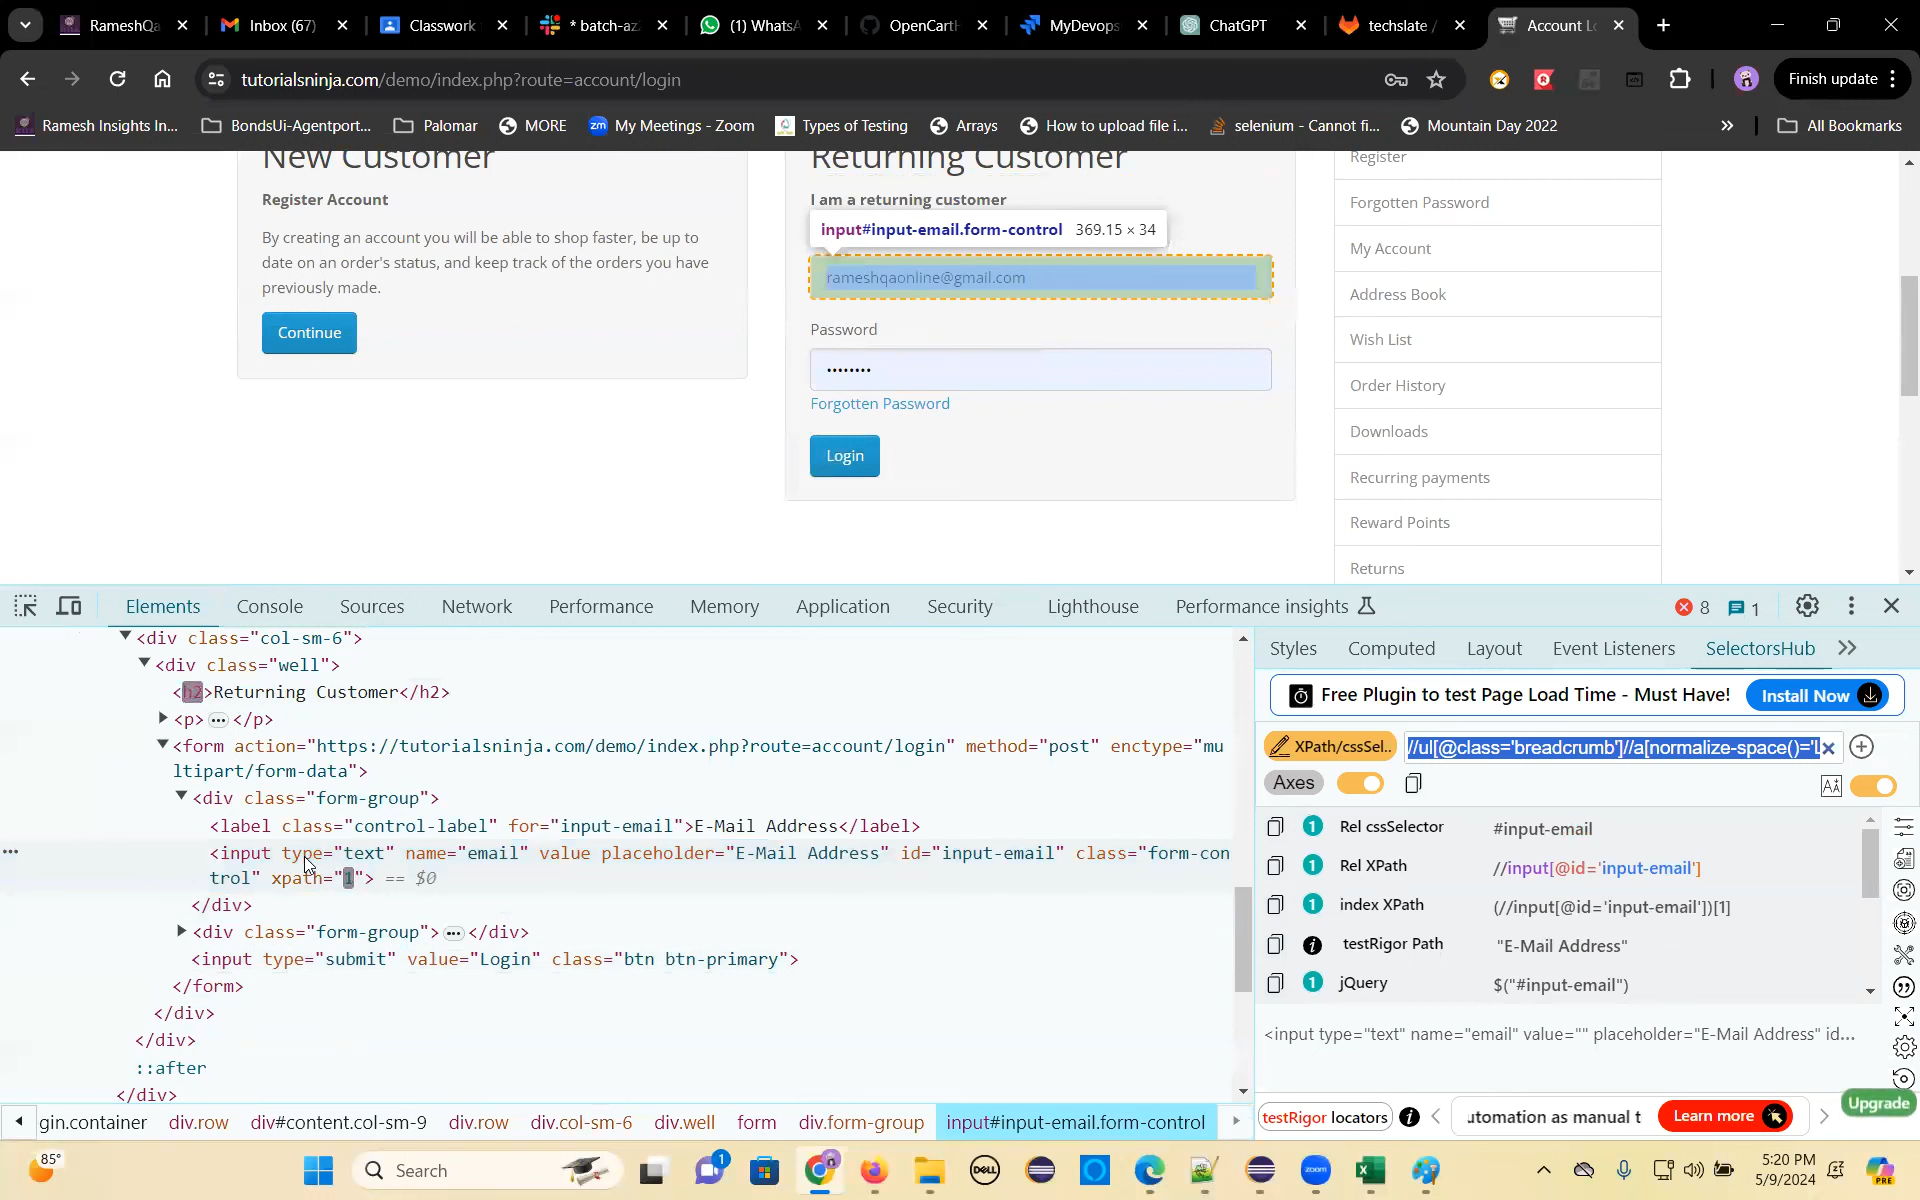 RameshQa
Inbox (67)
Classwork
* batch-az
(1) WhatsA
OpenCart
MyDevops
ChatGPT
techslate /
Account Lo
tutorialsninja.com/demo/index.php?route=account/login
Finish update
Ramesh Insights In...
BondsUi-Agentport...
Palomar
MORE
My Meetings - Zoom
Types of Testing
Arrays
How to upload file i...
selenium - Cannot fi...
Mountain Day 2022
All Bookmarks
New Customer
Register Account
By creating an account you will be able to shop faster, be up to
date on an order's status, and keep track of the orders you have
previously made.
Continue
Returning Customer
I am a returning customer
input#input-email.form-control 369.15 × 34
rameshqaonline@gmail.com
Password
••••••••
Forgotten Password
Login
Register
Forgotten Password
My Account
Address Book
Wish List
Order History
Downloads
Recurring payments
Reward Points
Returns
Elements
Console
Sources
Network
Performance
Memory
Application
Security
Lighthouse
Performance insights
8
1
<div class="col-sm-6">
<div class="well">
<h2>Returning Customer</h2>
<p> ••• </p>
<form action="https://tutorialsninja.com/demo/index.php?route=account/login" method="post" enctype="mu
ltipart/form-data">
<div class="form-group">
<label class="control-label" for="input-email">E-Mail Address</label>
<input type="text" name="email" value placeholder="E-Mail Address" id="input-email" class="form-con
trol" xpath="1"> == $0
</div>
<div class="form-group"> ••• </div>
<input type="submit" value="Login" class="btn btn-primary">
</form>
</div>
</div>
::after
</div>
gin.container
div.row
div#content.col-sm-9
div.row
div.col-sm-6
div.well
form
div.form-group
input#input-email.form-control
Styles
Computed
Layout
Event Listeners
SelectorsHub
Free Plugin to test Page Load Time - Must Have!
Install Now
XPath/cssSel..
//ul[@class='breadcrumb']//a[normalize-space()='L
Axes
1 Rel cssSelector #input-email
1 Rel XPath //input[@id='input-email']
1 index XPath (//input[@id='input-email'])[1]
testRigor Path "E-Mail Address"
1 jQuery $("#input-email")
<input type="text" name="email" value="" placeholder="E-Mail Address" id...
Upgrade
testRigor locators
utomation as manual t
Learn more
85°
Search
1
DELL
zoom
5:20 PM
5/9/2024
PRE